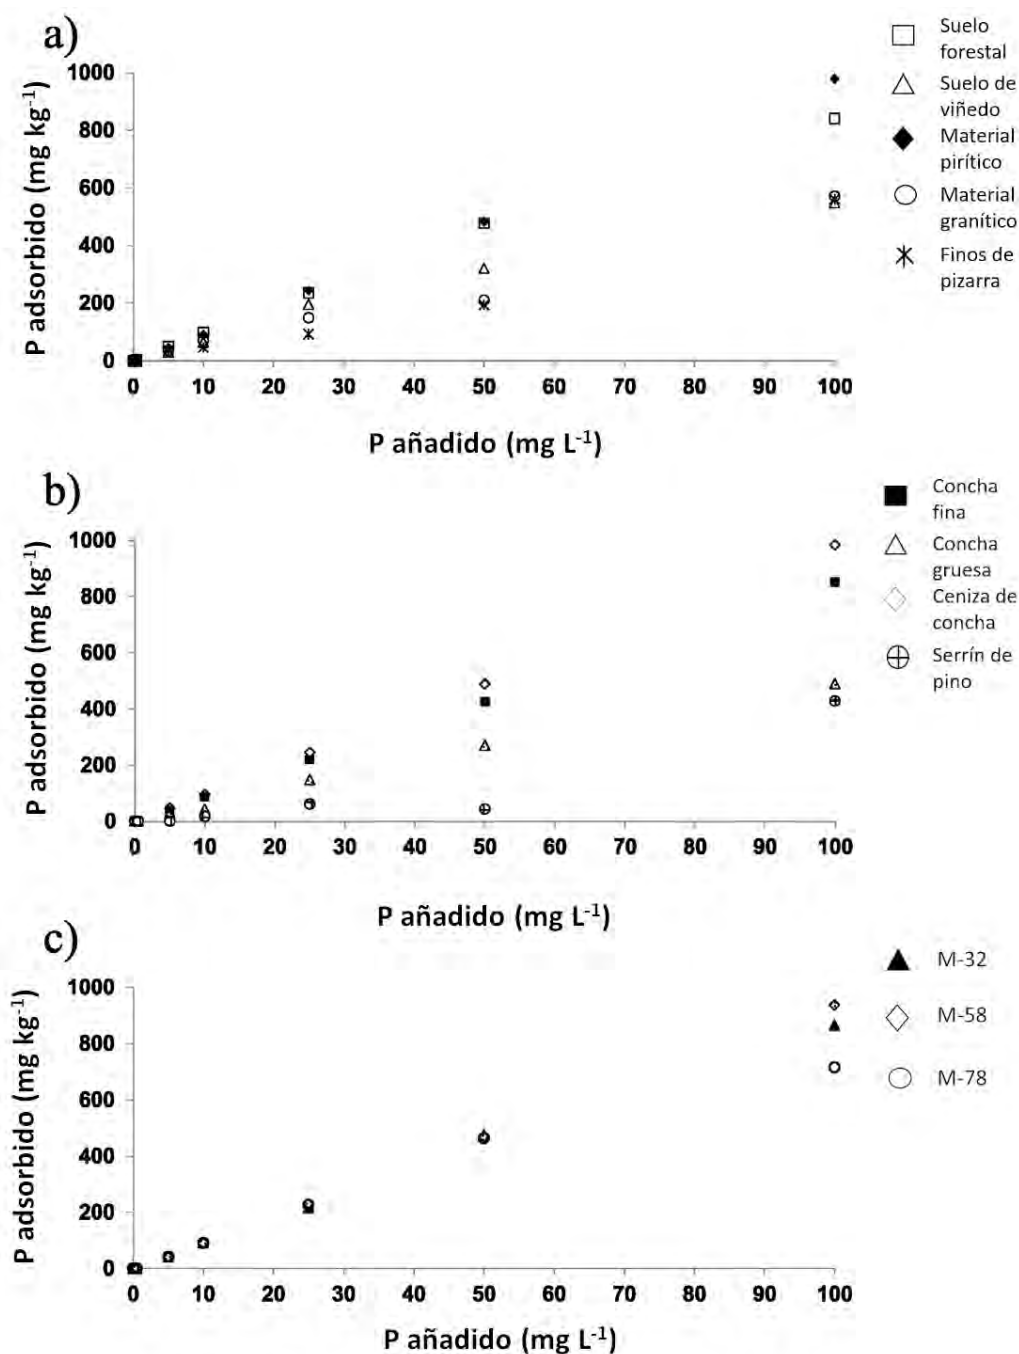 a)
P adsorbido (mg kg⁻¹)
1000
800
600
400
200
0
0 10 20 30 40 50 60 70 80 90 100
P añadido (mg L⁻¹)
Suelo
forestal
Suelo de
viñedo
Material
pirítico
Material
granítico
Finos de
pizarra
b)
P adsorbido (mg kg⁻¹)
1000
800
600
400
200
0
0 10 20 30 40 50 60 70 80 90 100
P añadido (mg L⁻¹)
Concha
fina
Concha
gruesa
Ceniza de
concha
Serrín de
pino
c)
P adsorbido (mg kg⁻¹)
1000
800
600
400
200
0
0 10 20 30 40 50 60 70 80 90 100
P añadido (mg L⁻¹)
M-32
M-58
M-78